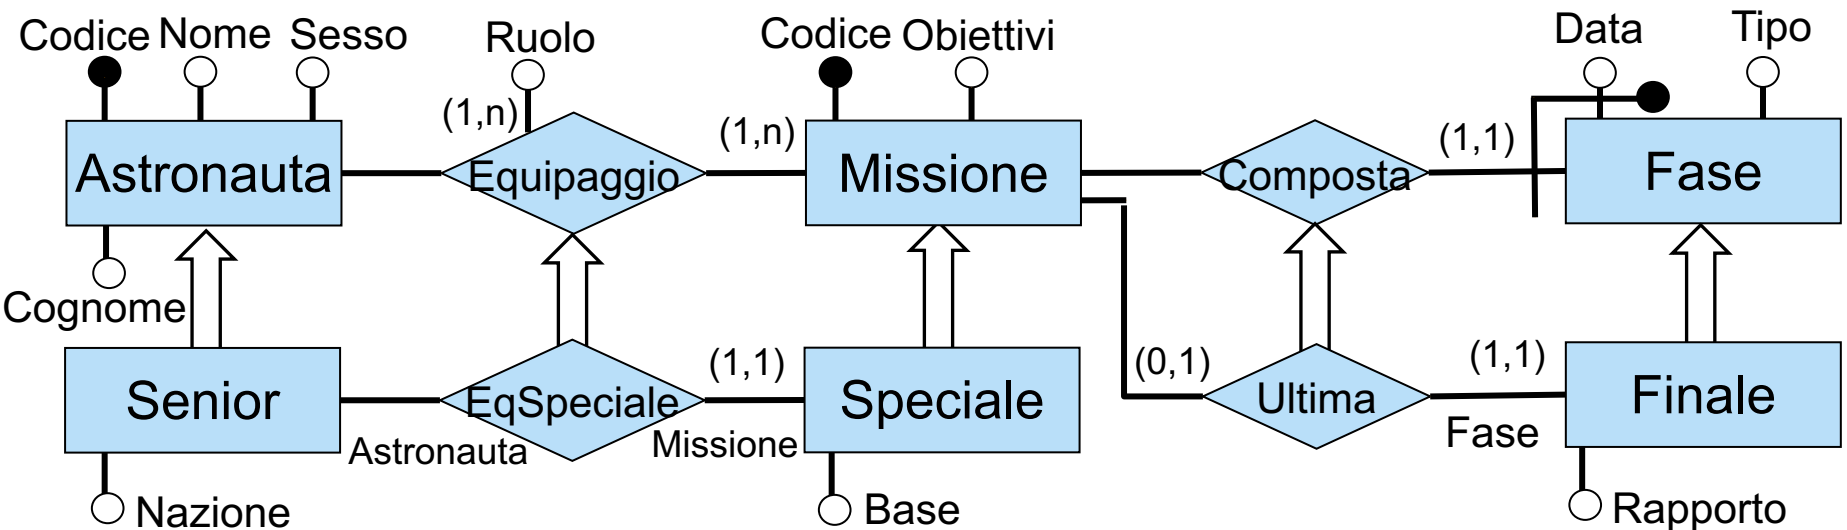 Codice Nome Sesso Ruolo Codice Obiettivi Data Tipo
(1,n) (1,n) (1,1)
Astronauta Equipaggio Missione Composta Fase
Cognome
(1,1) (0,1) (1,1)
Senior EqSpeciale Speciale Ultima Finale
Astronauta Missione Fase
Nazione Base Rapporto